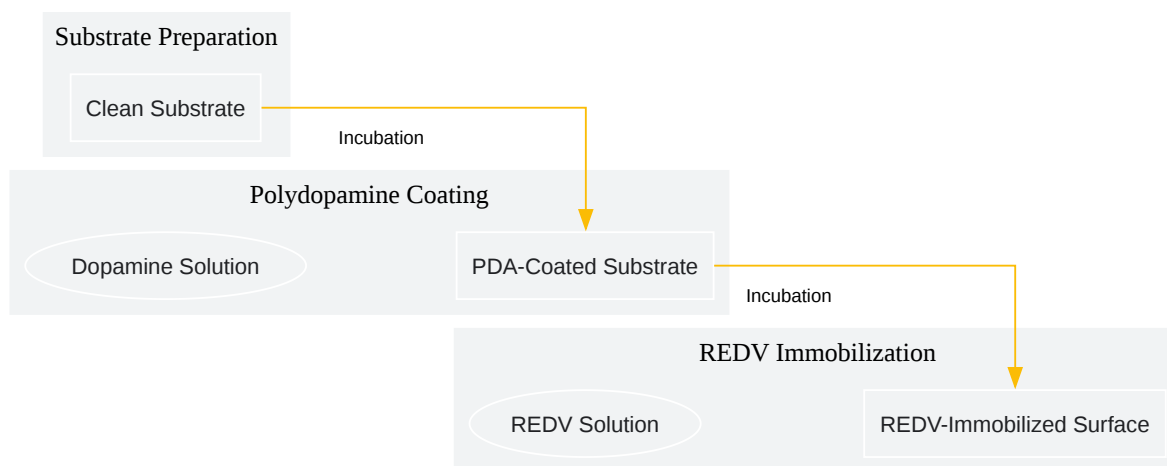 Substrate Preparation
Clean Substrate
Incubation
Polydopamine Coating
Dopamine Solution
PDA-Coated Substrate
Incubation
REDV Immobilization
REDV Solution
REDV-Immobilized Surface